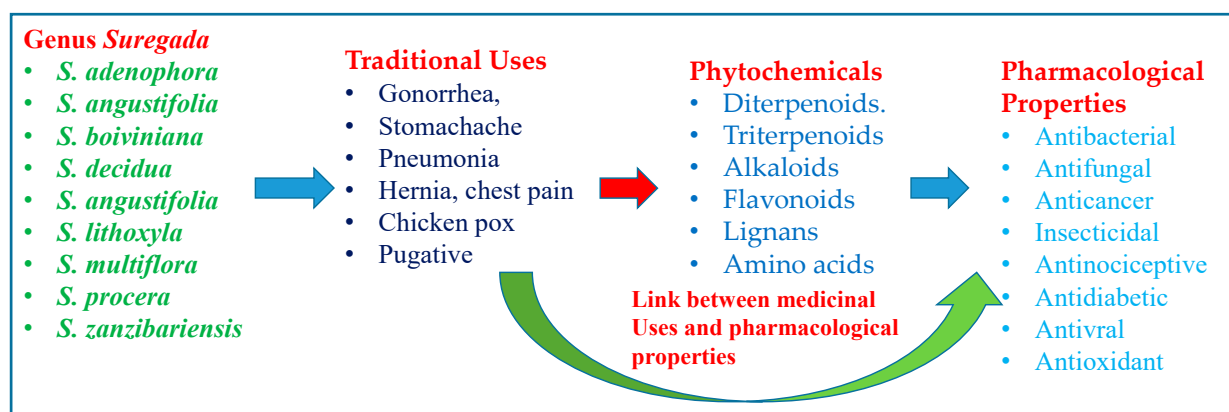 Genus Suregada
• S. adenophora
• S. angustifolia
• S. boiviniana
• S. decidua
• S. angustifolia
• S. lithoxyla
• S. multiflora
• S. procera
• S. zanzibariensis
Traditional Uses
• Gonorrhea,
• Stomachache
• Pneumonia
• Hernia, chest pain
• Chicken pox
• Pugative
Phytochemicals
• Diterpenoids.
• Triterpenoids
• Alkaloids
• Flavonoids
• Lignans
• Amino acids
Link between medicinal
Uses and pharmacological
properties
Pharmacological
Properties
• Antibacterial
• Antifungal
• Anticancer
• Insecticidal
• Antinociceptive
• Antidiabetic
• Antivral
• Antioxidant